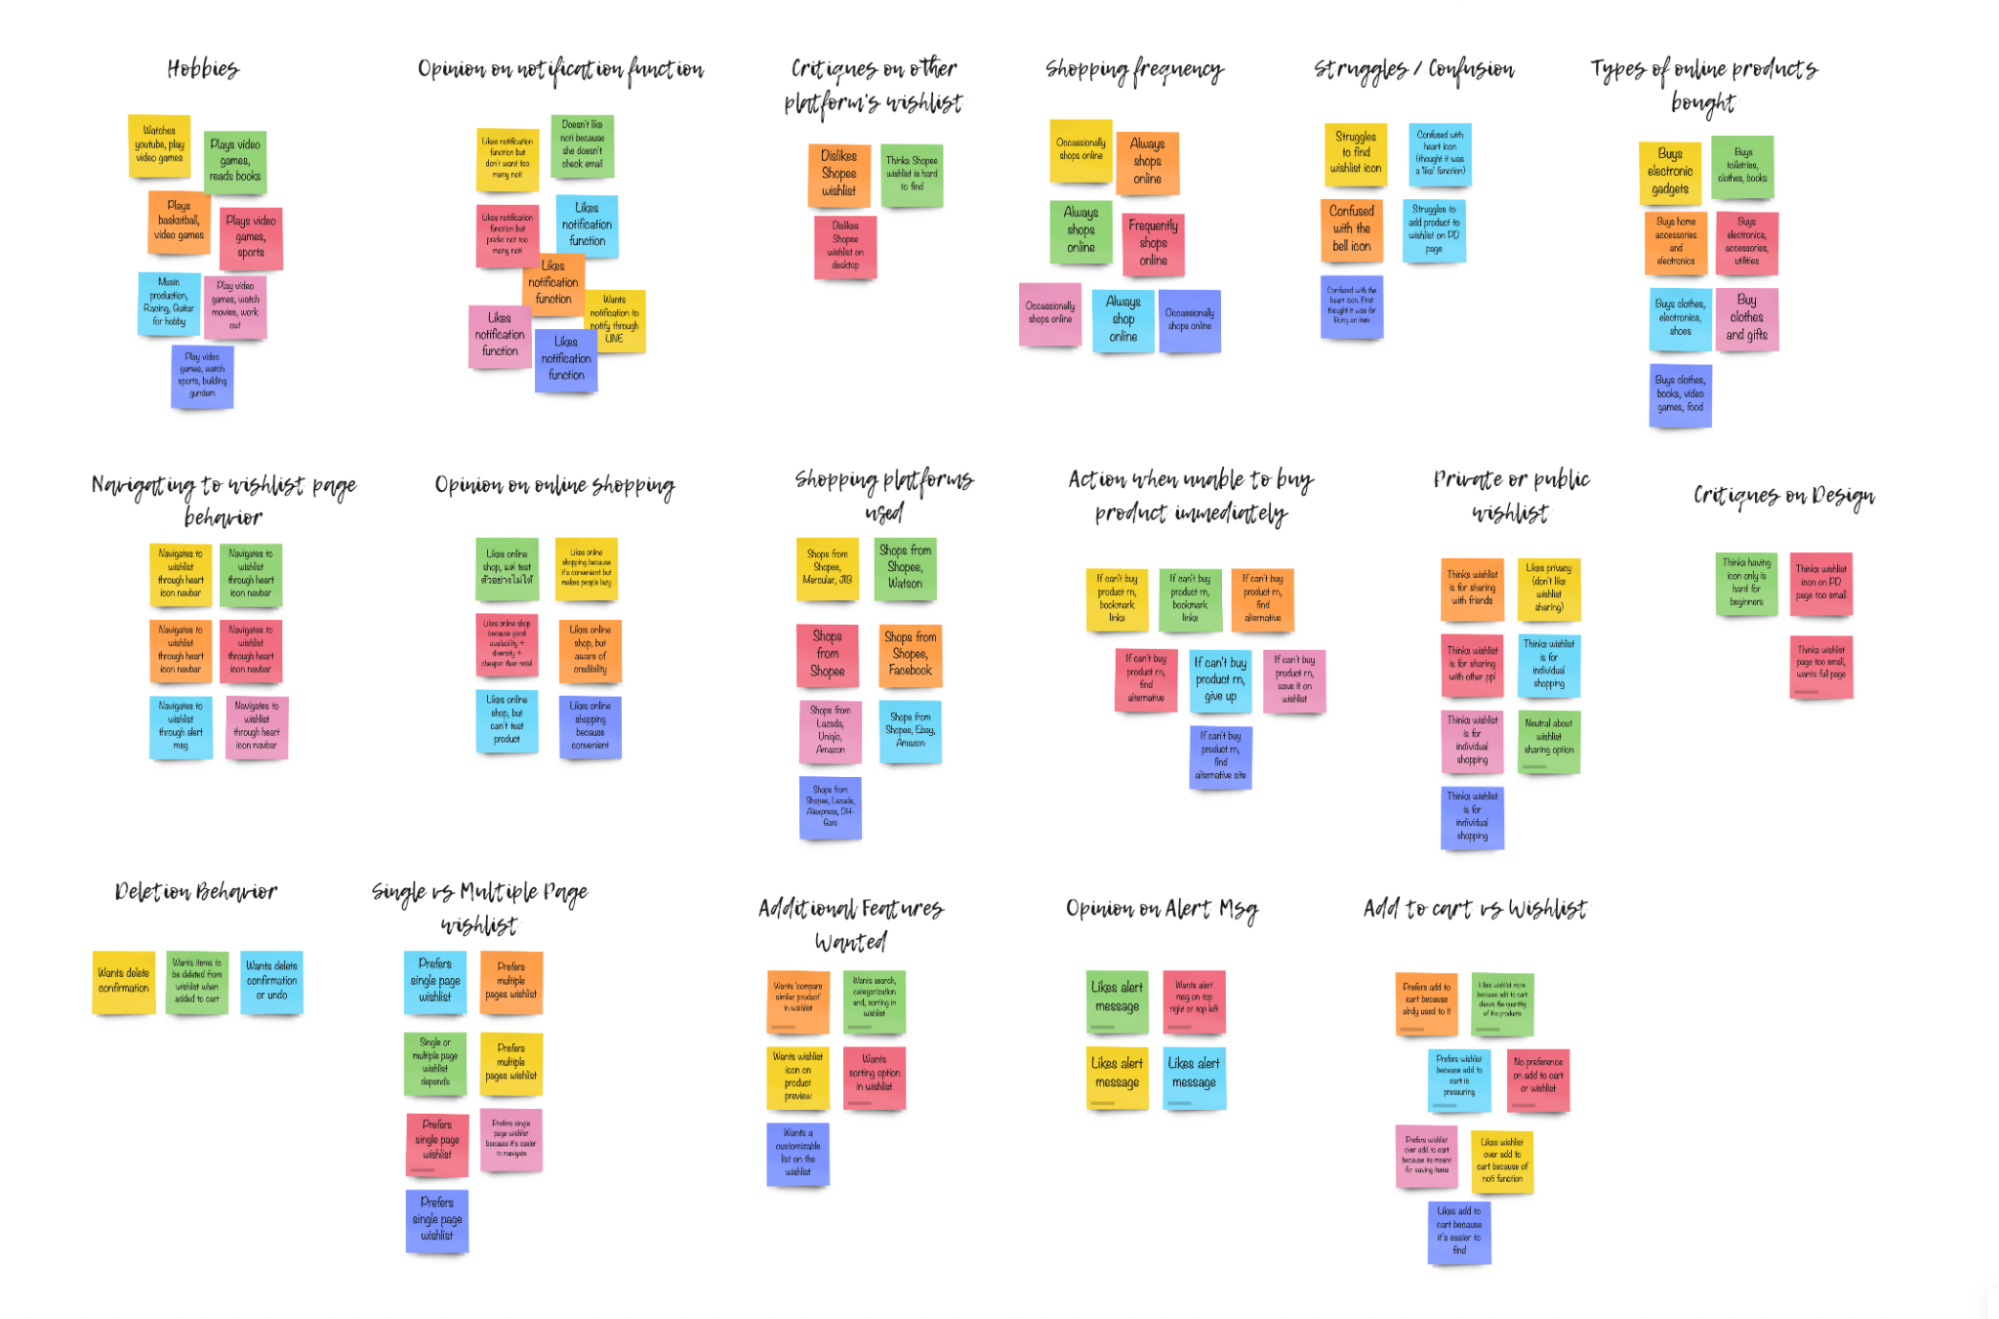 Hobbies
Watches
youtube, play
video games
Plays video
games,
reads books
Plays
basketball,
video games
Plays video
games,
sports
Music
production,
Racing, Guitar
for hobby
Play video
games, watch
movies, work
out
Play video
games, watch
sports, building
gundam
Opinion on notification function
Likes notification
function but
don't want too
many noti
Doesn't like
noti because
she doesn't
check email
Likes notification
function but
prefer not too
many noti
Likes
notification
function
Likes
notification
function
Wants
notification to
notify through
LINE
Likes
notification
function
Likes
notification
function
Critiques on other
platform's wishlist
Dislikes
Shopee
wishlist
Thinks Shopee
wishlist is hard
to find
Dislikes
Shopee
wishlist on
desktop
Shopping frequency
Occassionally
shops online
Always
shops
online
Always
shops
online
Frequently
shops
online
Occassionally
shops online
Always
shop
online
Occassionally
shops online
Struggles / Confusion
Struggles
to find
wishlist icon
Confused with
heart icon
(thought it was
a 'like' function)
Confused
with the
bell icon
Struggles to
add product to
wishlist on PD
page
Confused with the
heart icon. First
thought it was for
liking an item
Types of online products
bought
Buys
electronic
gadgets
Buys
toiletries,
clothes, books
Buys home
accessories
and
electronics
Buys
electronics,
accessories,
utilities
Buys clothes,
electronics,
shoes
Buy
clothes
and gifts
Buys clothes,
books, video
games, food
Navigating to wishlist page
behavior
Navigates to
wishlist
through heart
icon navbar
Navigates to
wishlist
through heart
icon navbar
Navigates to
wishlist
through heart
icon navbar
Navigates to
wishlist
through heart
icon navbar
Navigates to
wishlist
through alert
msg
Navigates to
wishlist
through heart
icon navbar
Opinion on online shopping
Likes online
shop, แต่ test
ตัวอย่างไม่ได้
Likes online
shopping because
it's convenient but
makes people lazy
Likes online shop
because good
availability +
diversity +
cheaper than retail
Likes online
shop, but
aware of
credibility
Likes online
shop, but
can't test
product
Likes online
shopping
because
convenient
Shopping platforms
used
Shops from
Shopee,
Mercular, JIB
Shops from
Shopee,
Watson
Shops
from
Shopee
Shops from
Shopee,
Facebook
Shops from
Lazada,
Uniqlo,
Amazon
Shops from
Shopee, Ebay,
Amazon
Shops from
Shopee, Lazada,
Aliexpress, DH-
Gate
Action when unable to buy
product immediately
If can't buy
product rn,
bookmark
links
If can't buy
product rn,
bookmark
links
If can't buy
product rn,
find
alternative
If can't buy
product rn,
find
alternative
If can't buy
product rn,
give up
If can't buy
product rn,
save it on
wishlist
If can't buy
product rn,
find
alternative site
Private or public
wishlist
Thinks wishlist
is for sharing
with friends
Likes privacy
(don't like
wishlist
sharing)
Thinks wishlist
is for sharing
with other ppl
Thinks wishlist
is for
individual
shopping
Thinks wishlist
is for
individual
shopping
Neutral about
wishlist
sharing option
Thinks wishlist
is for
individual
shopping
Critiques on Design
Thinks having
icon only is
hard for
beginners
Thinks wishlist
icon on PD
page too small
Thinks wishlist
page too small,
wants full page
Deletion Behavior
Wants delete
confirmation
Wants items to
be deleted from
wishlist when
added to cart
Wants delete
confirmation
or undo
Single vs Multiple Page
wishlist
Prefers
single page
wishlist
Prefers
multiple
pages wishlist
Single or
multiple page
wishlist
depends
Prefers
multiple
pages wishlist
Prefers
single page
wishlist
Prefers single
page wishlist
because it's easier
to navigate
Prefers
single page
wishlist
Additional Features
Wanted
Wants 'compare
similar product'
in wishlist
Wants search,
categorization
and, sorting in
wishlist
Wants wishlist
icon on
product
preview
Wants
sorting option
in wishlist
Wants a
customizable
list on the
wishlist
Opinion on Alert Msg
Likes alert
message
Wants alert
msg on top
right or top left
Likes alert
message
Likes alert
message
Add to cart vs Wishlist
Prefers add to
cart because
alrdy used to it
Likes wishlist more
because add to cart
shows the quantity
of the products
Prefers wishlist
because add to
cart is
pressuring
No preference
on add to cart
or wishlist
Prefers wishlist
over add to cart
because its meant
for saving items
Likes wishlist
over add to
cart because of
noti function
Likes add to
cart because
it's easier to
find